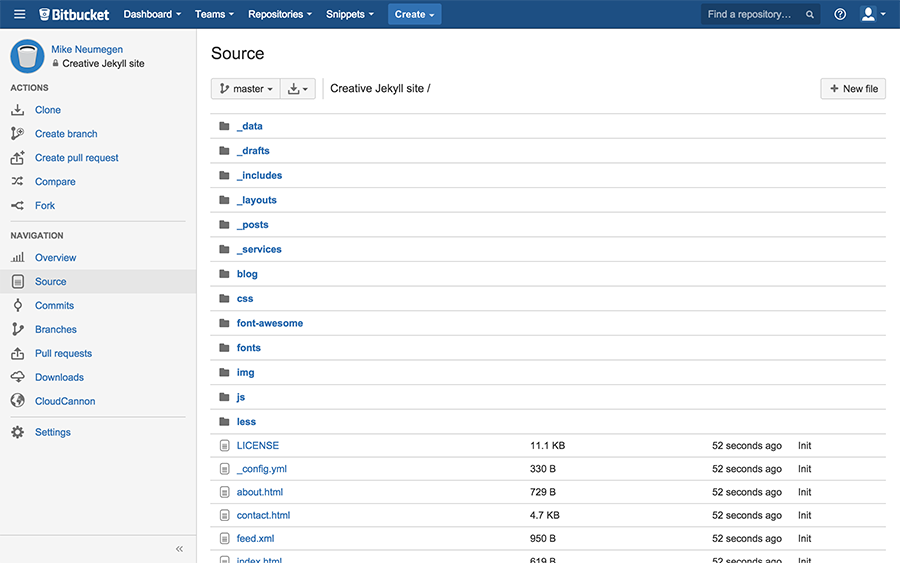 Bitbucket Dashboard Teams Repositories Snippets Create Find a repository...
Mike Neumegen
Creative Jekyll site
ACTIONS
Clone
Create branch
Create pull request
Compare
Fork
NAVIGATION
Overview
Source
Commits
Branches
Pull requests
Downloads
CloudCannon
Settings
Source
master Creative Jekyll site / New file
_data
_drafts
_includes
_layouts
_posts
_services
blog
css
font-awesome
fonts
img
js
less
LICENSE 11.1 KB 52 seconds ago Init
_config.yml 330 B 52 seconds ago Init
about.html 729 B 52 seconds ago Init
contact.html 4.7 KB 52 seconds ago Init
feed.xml 950 B 52 seconds ago Init
index.html 619 B 52 seconds ago Init